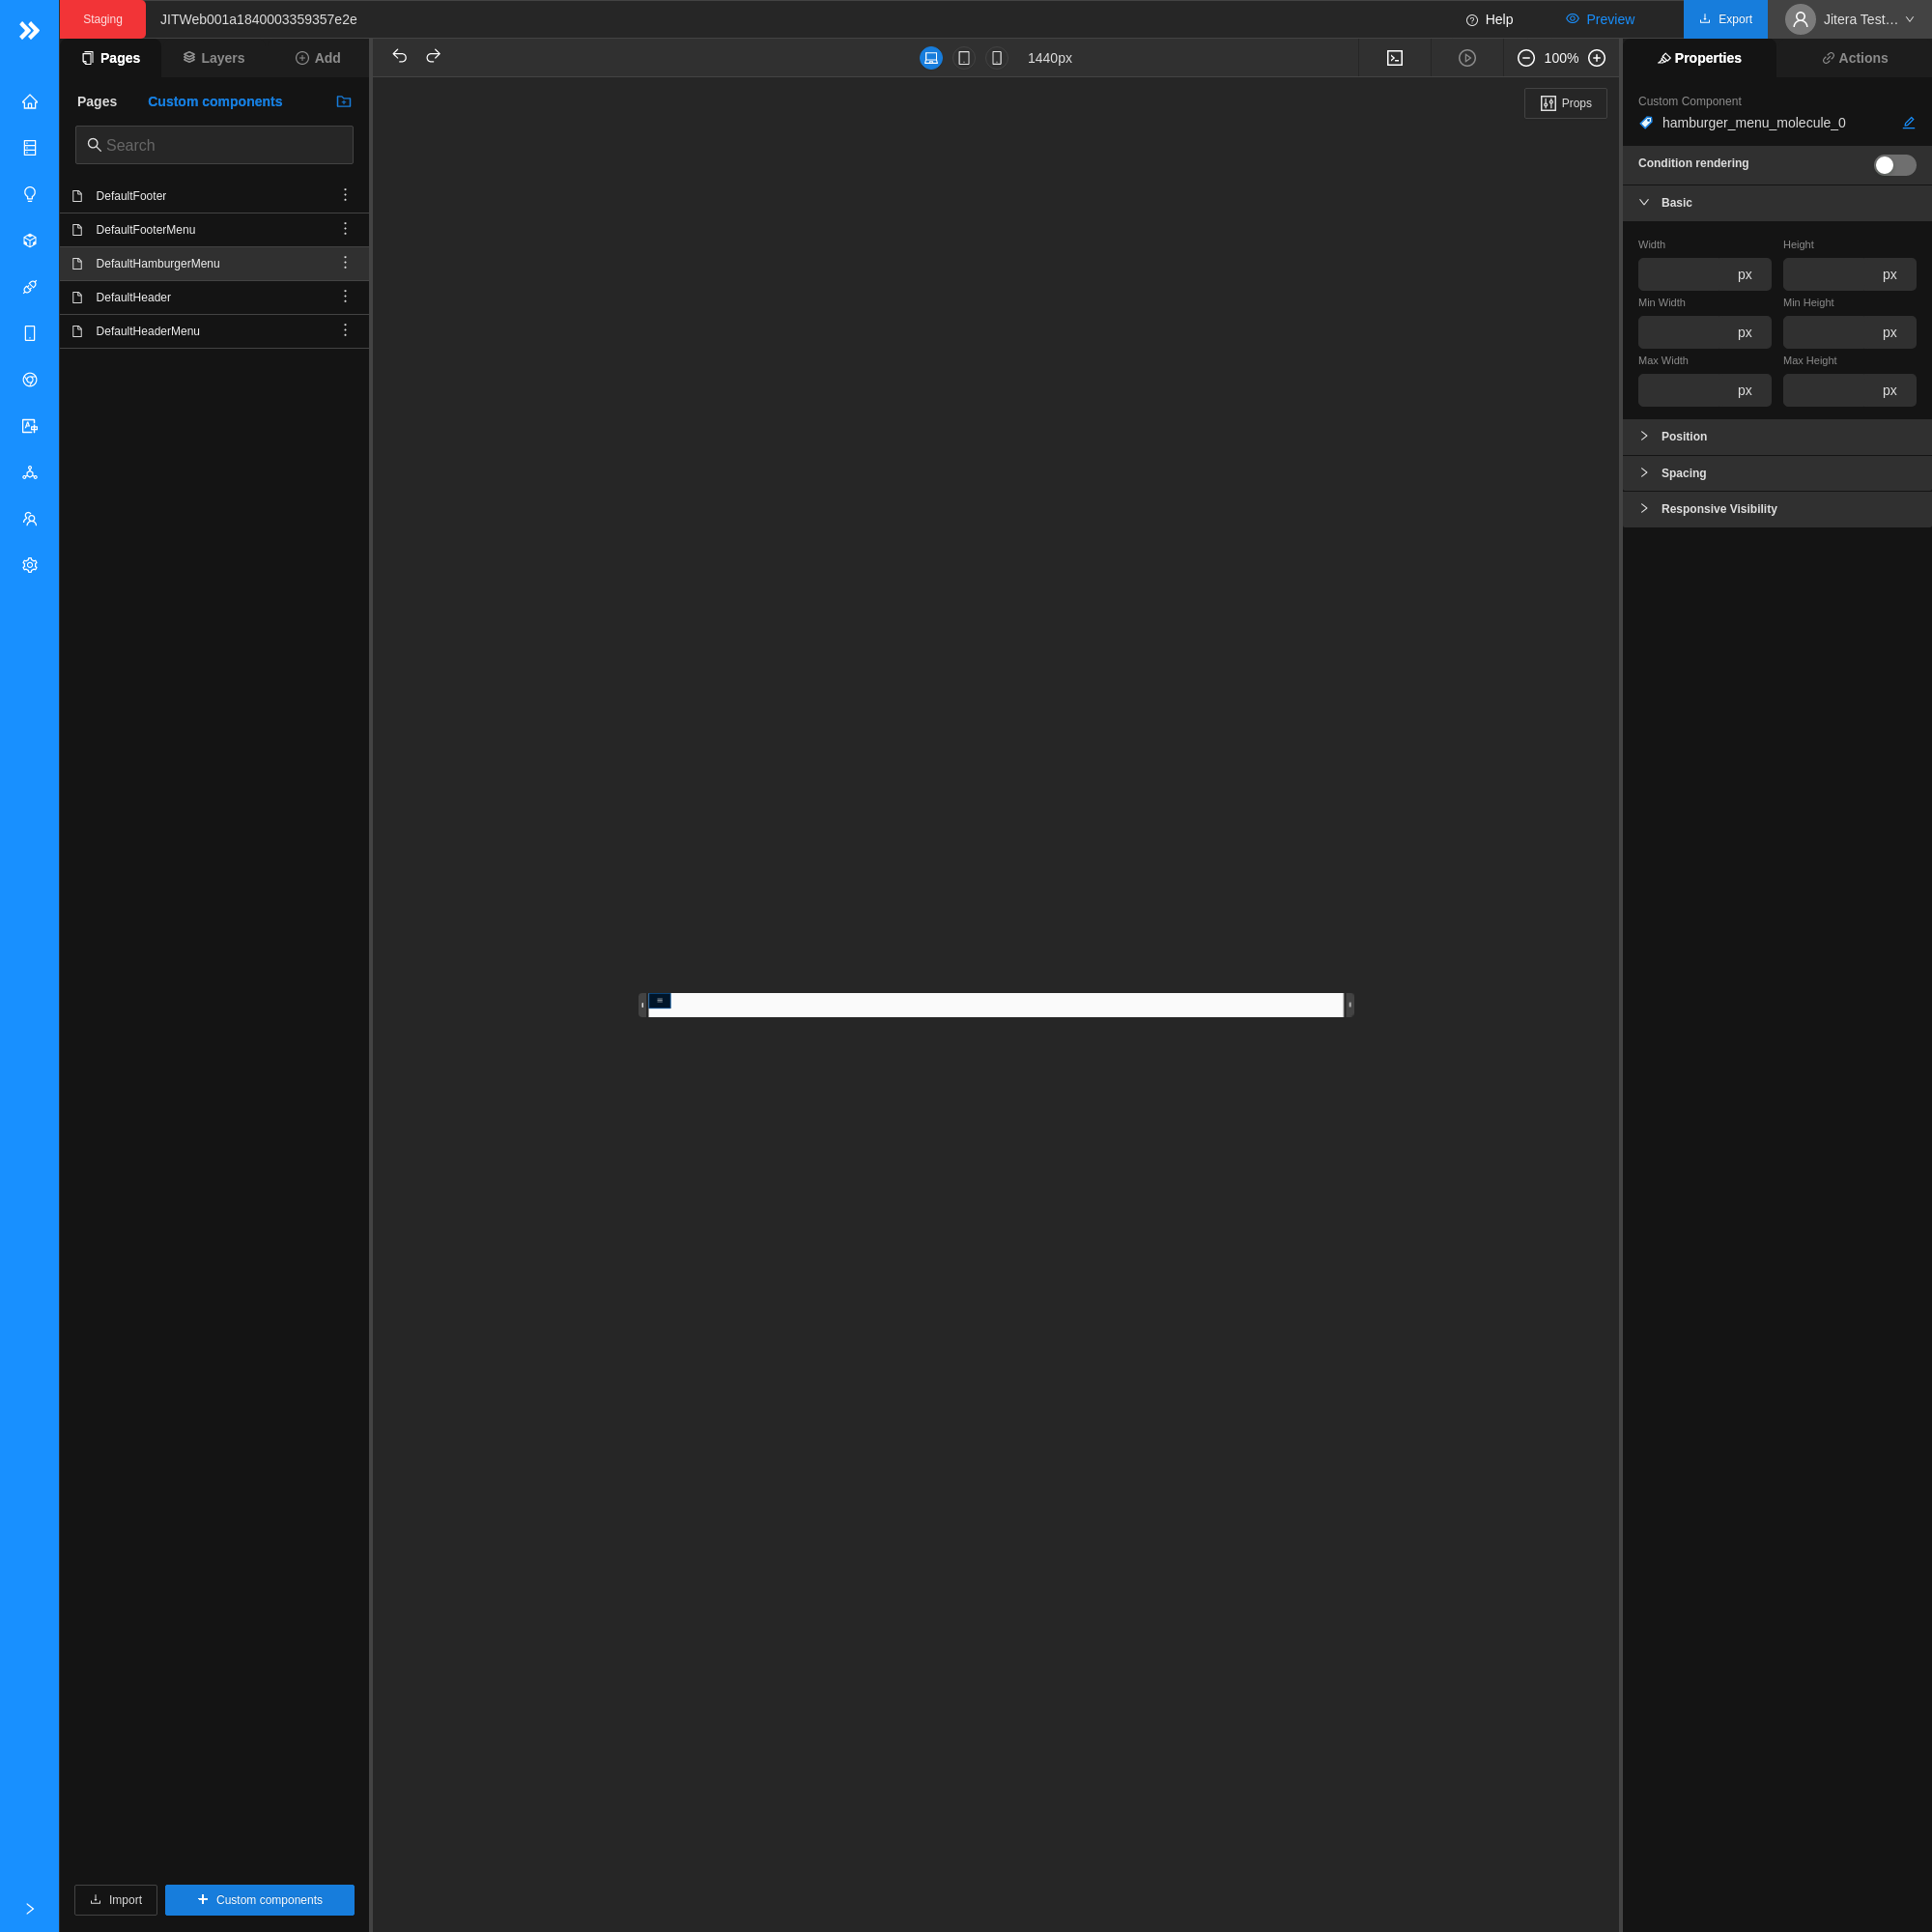 Staging
JITWeb001a1840003359357e2e
Help
Preview
Export
Jitera Test…
Pages
Layers
Add
1440px
100%
Properties
Actions
Pages
Custom components
Search
DefaultFooter
DefaultFooterMenu
DefaultHamburgerMenu
DefaultHeader
DefaultHeaderMenu
Import
Custom components
Props
Custom Component
hamburger_menu_molecule_0
Condition rendering
Basic
Width
Height
px
px
Min Width
Min Height
px
px
Max Width
Max Height
px
px
Position
Spacing
Responsive Visibility